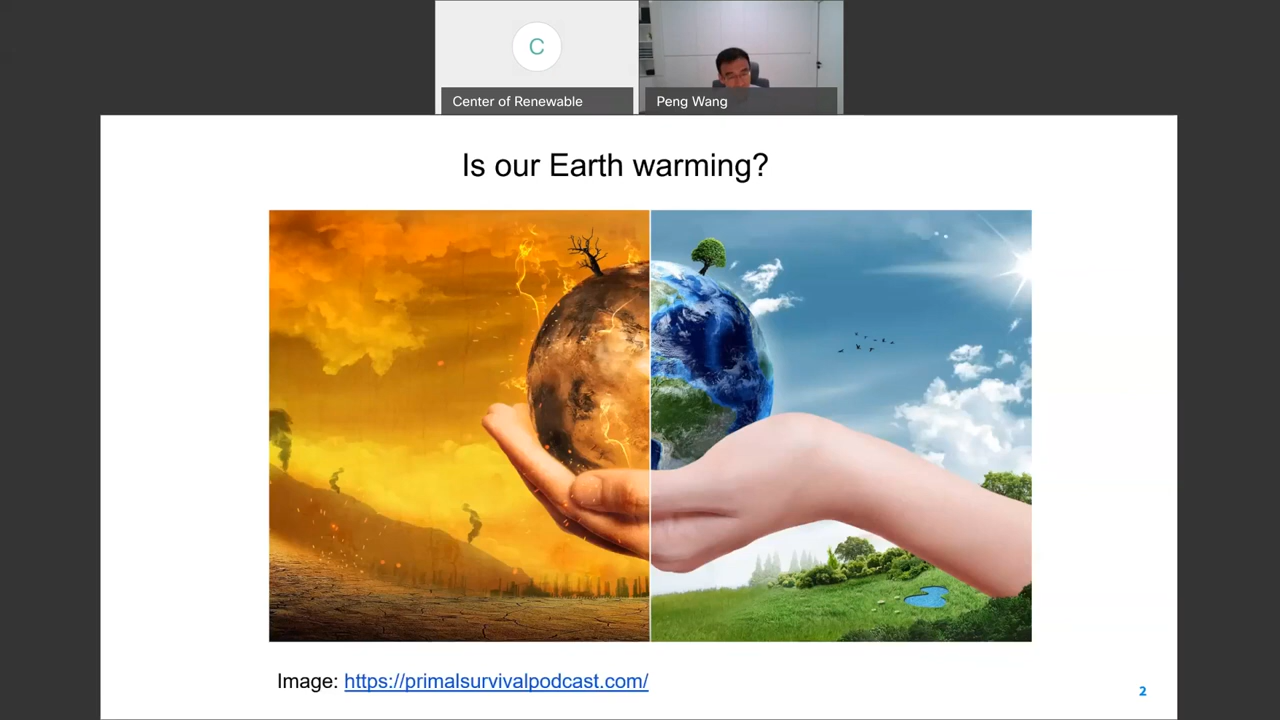 C
Center of Renewable
Peng Wang
Is our Earth warming?
Image: https://primalsurvivalpodcast.com/
2